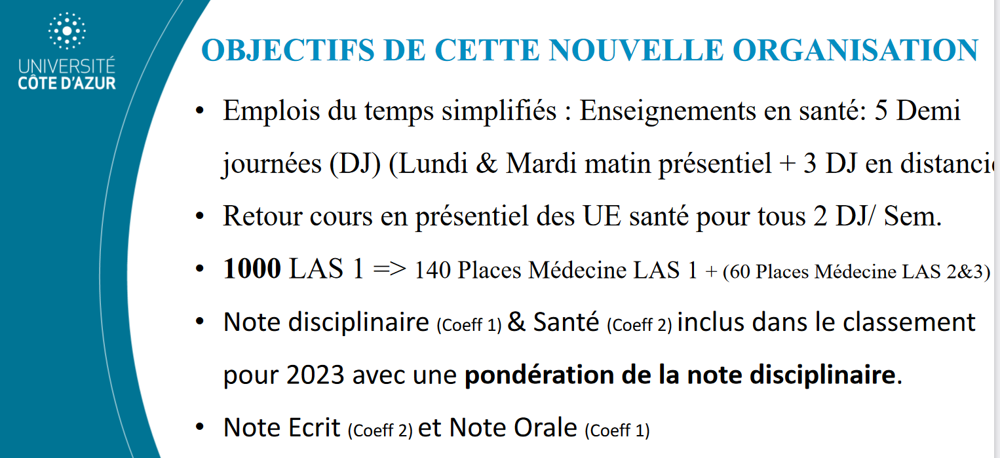 UNIVERSITÉ
CÔTE D'AZUR
OBJECTIFS DE CETTE NOUVELLE ORGANISATION
• Emplois du temps simplifiés : Enseignements en santé: 5 Demi
journées (DJ) (Lundi & Mardi matin présentiel + 3 DJ en
• Retour cours en présentiel des UE santé pour tous 2 DJ/ Sem.
• 1000 LAS 1 => 140 Places Médecine LAS 1 + (60 Places Médecine LAS 2&3)
• Note disciplinaire (Coeff 1) & Santé (Coeff 2) inclus dans le classement
pour 2023 avec une pondération de la note disciplinaire.
• Note Ecrit (Coeff 2) et Note Orale (Coeff 1)